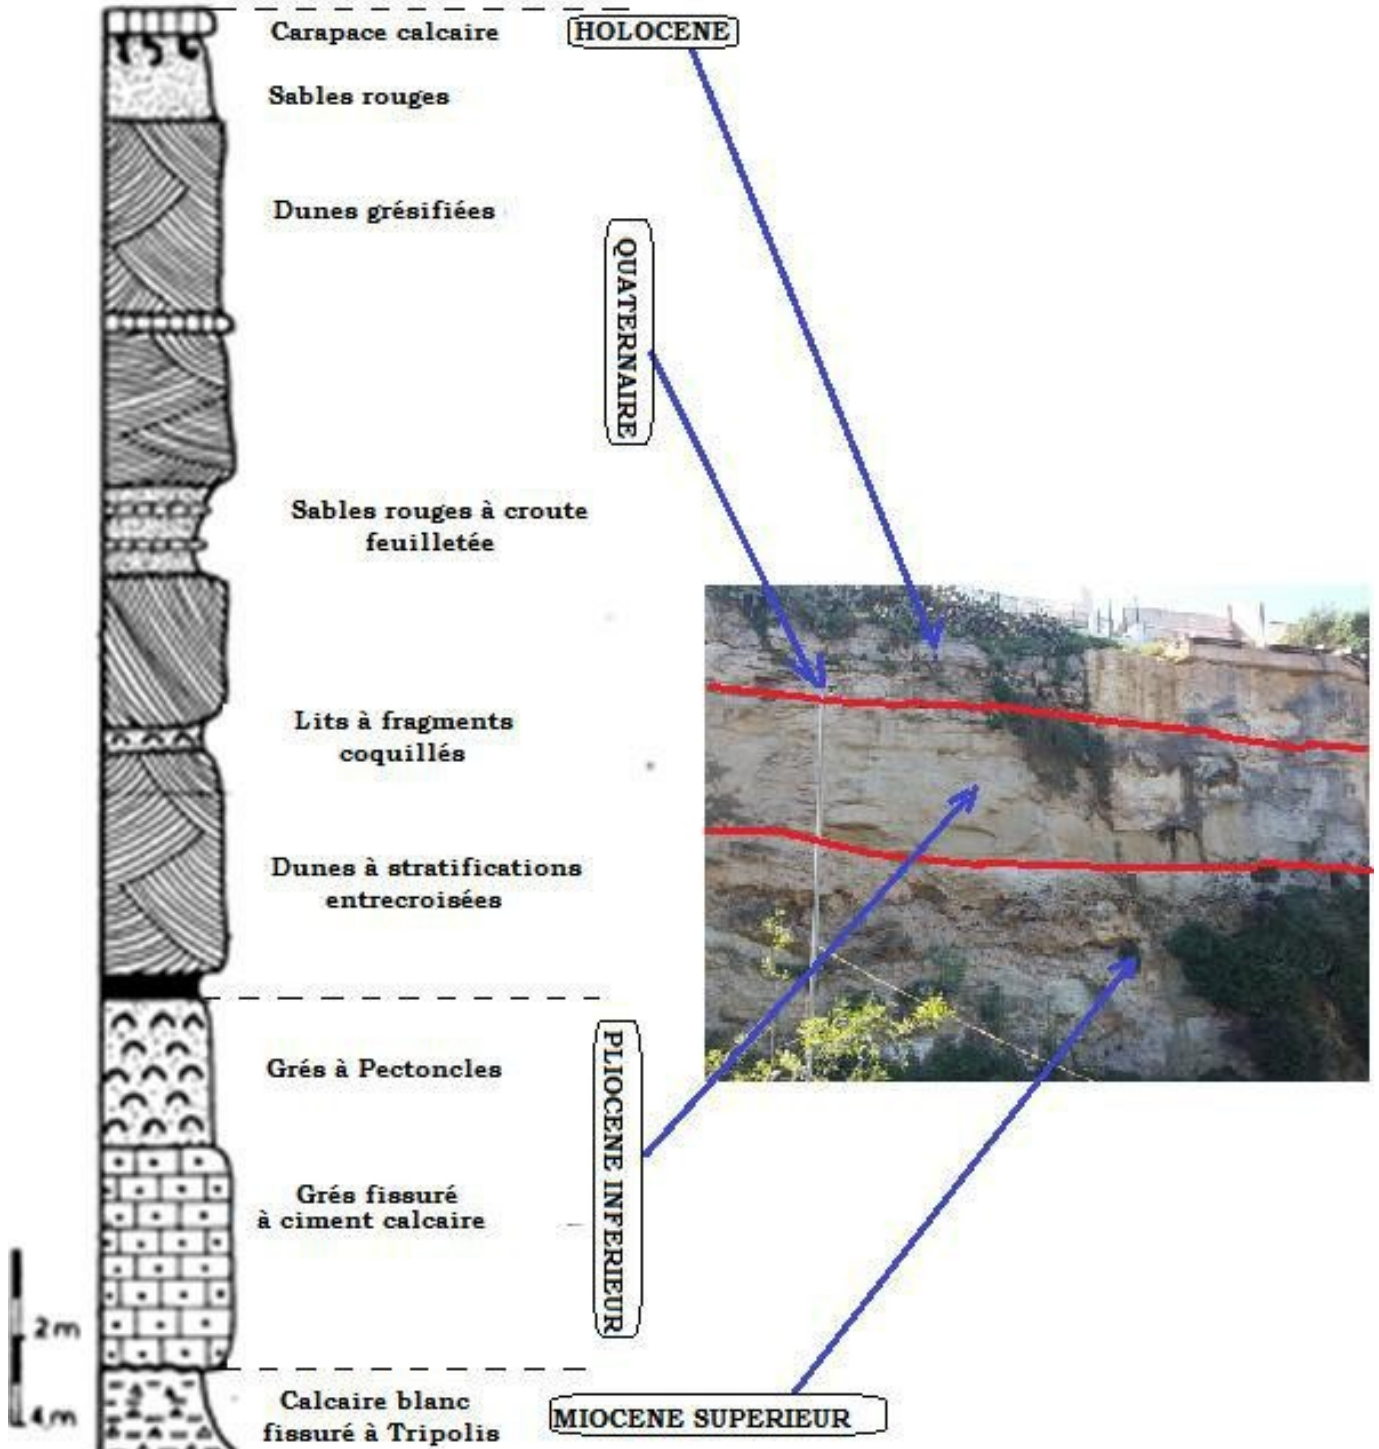 Carapace calcaire
HOLOCENE
Sables rouges
Dunes grésifiées
QUATERNAIRE
Sables rouges à croute
feuilletée
Lits à fragments
coquillés
Dunes à stratifications
entrecroisées
Grés à Pectoncles
PLIOCENE INFERIEUR
Grés fissuré
à ciment calcaire
2m
4m
Calcaire blanc
fissuré à Tripolis
MIOCENE SUPERIEUR